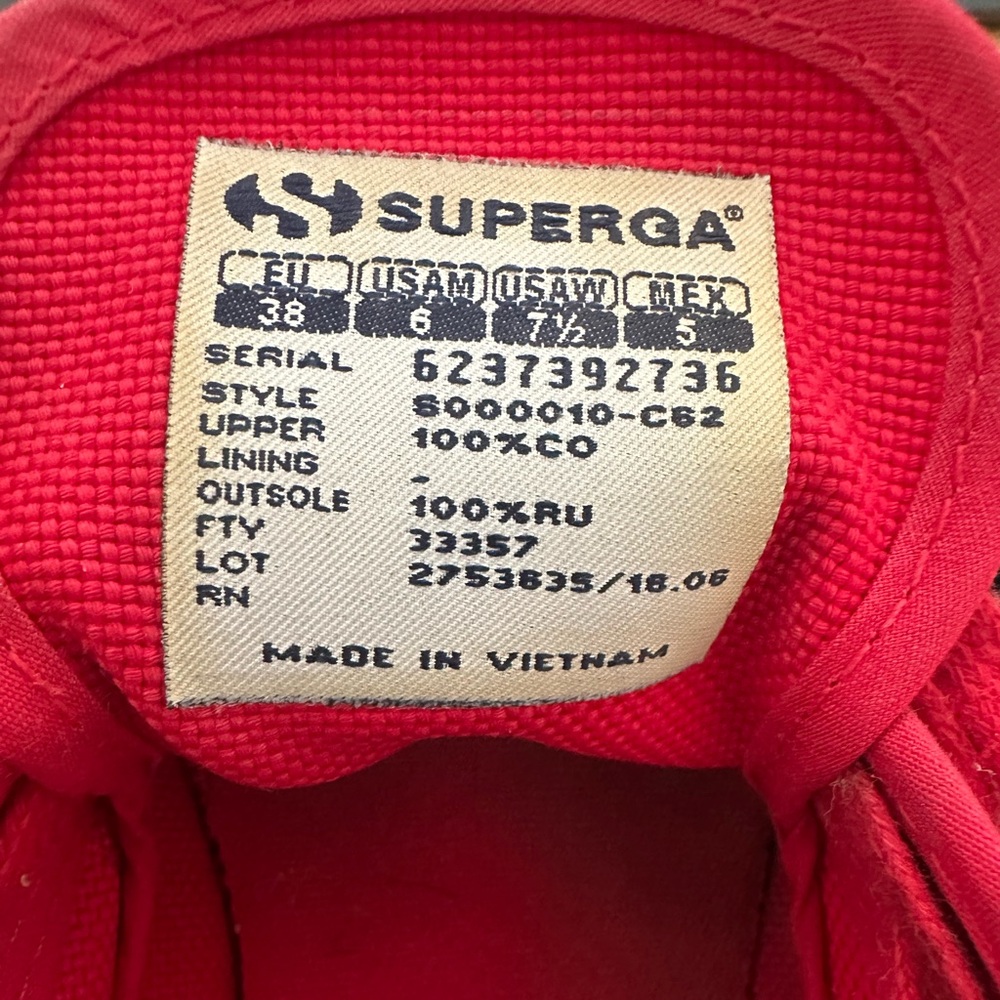 SUPERGA®
EU USAM USAW MEX
38 6 7½ 5
SERIAL 6237392736
STYLE S000010-C62
UPPER 100%CO
LINING -
OUTSOLE 100%RU
FTY 33357
LOT 2753635/18.06
RN
MADE IN VIETNAM